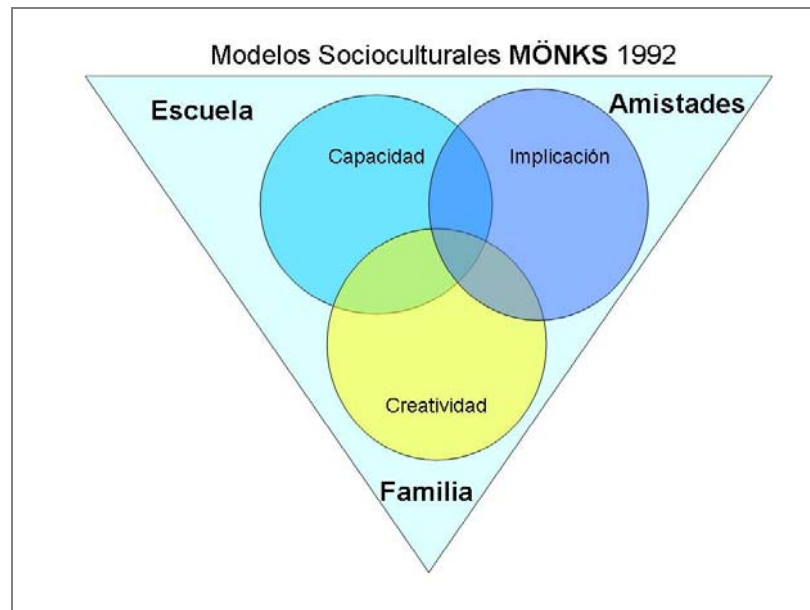 Modelos Socioculturales MÖNKS 1992
Escuela
Amistades
Capacidad
Implicación
Creatividad
Familia